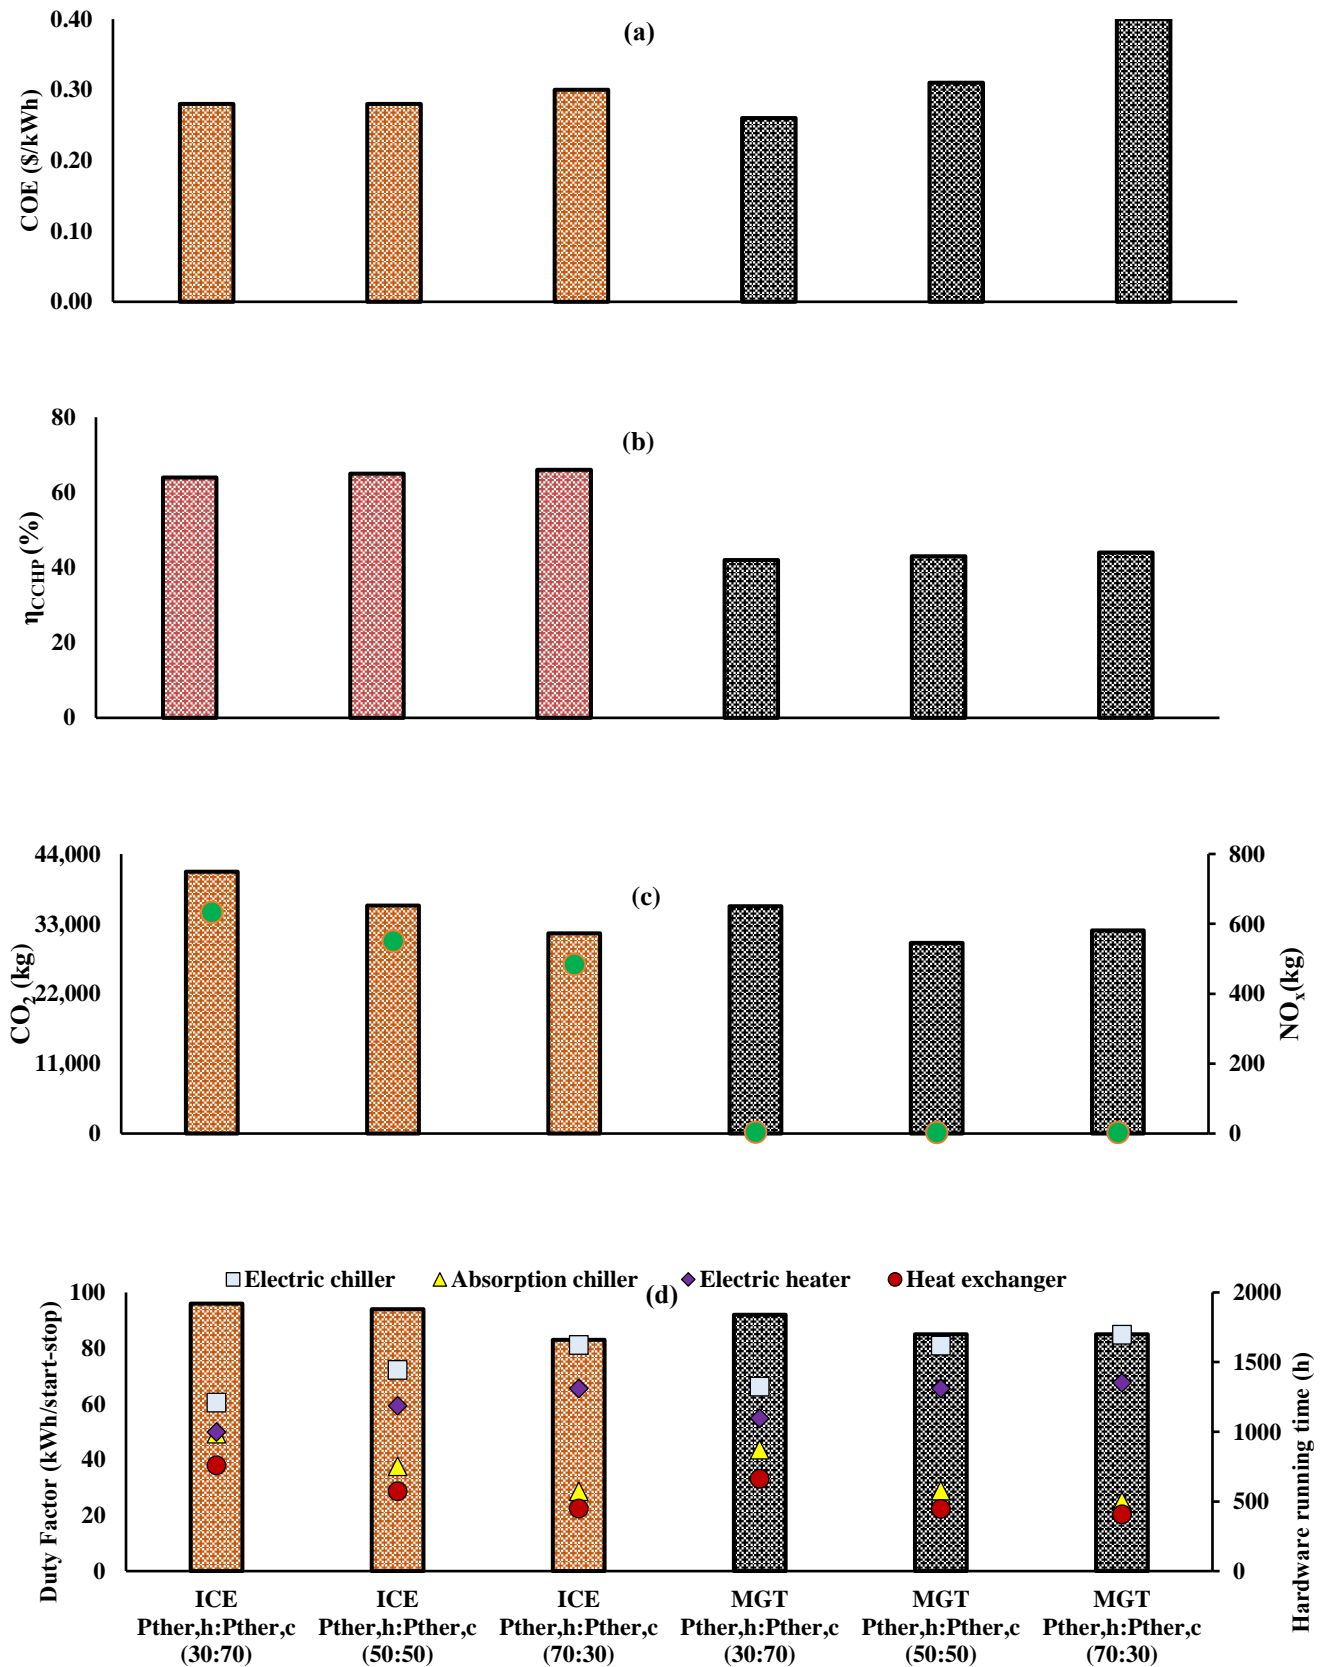 (a)
COE ($/kWh)
0.40
0.30
0.20
0.10
0.00
(b)
ηCCHP (%)
80
60
40
20
0
(c)
CO2 (kg)
44,000
33,000
22,000
11,000
0
800
600
400
200
0
NOx(kg)
Electric chiller
Absorption chiller
Electric heater
Heat exchanger
(d)
Duty Factor (kWh/start-stop)
100
80
60
40
20
0
2000
1500
1000
500
0
Hardware running time (h)
ICE
Pther,h:Pther,c
(30:70)
ICE
Pther,h:Pther,c
(50:50)
ICE
Pther,h:Pther,c
(70:30)
MGT
Pther,h:Pther,c
(30:70)
MGT
Pther,h:Pther,c
(50:50)
MGT
Pther,h:Pther,c
(70:30)